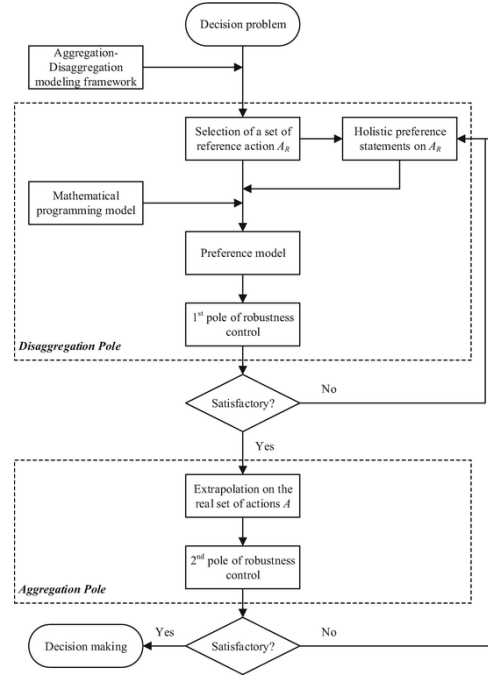 Decision problem
Aggregation-
Disaggregation
modeling framework
Selection of a set of
reference action A_R
Holistic preference
statements on A_R
Mathematical
programming model
Preference model
1st pole of robustness
control
Disaggregation Pole
Satisfactory?
No
Yes
Extrapolation on the
real set of actions A
2nd pole of robustness
control
Aggregation Pole
Decision making
Yes
Satisfactory?
No